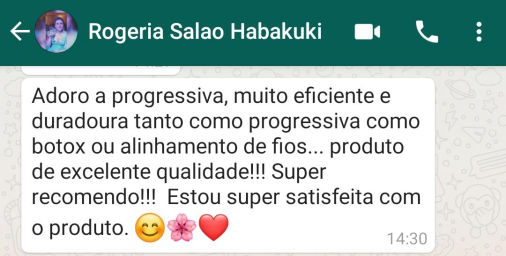 Rogeria Salao Habakuki
Adoro a progressiva, muito eficiente e
duradoura tanto como progressiva como
botox ou alinhamento de fios... produto
de excelente qualidade!!! Super
recomendo!!!  Estou super satisfeita com
o produto. 😊🌸❤️
14:30